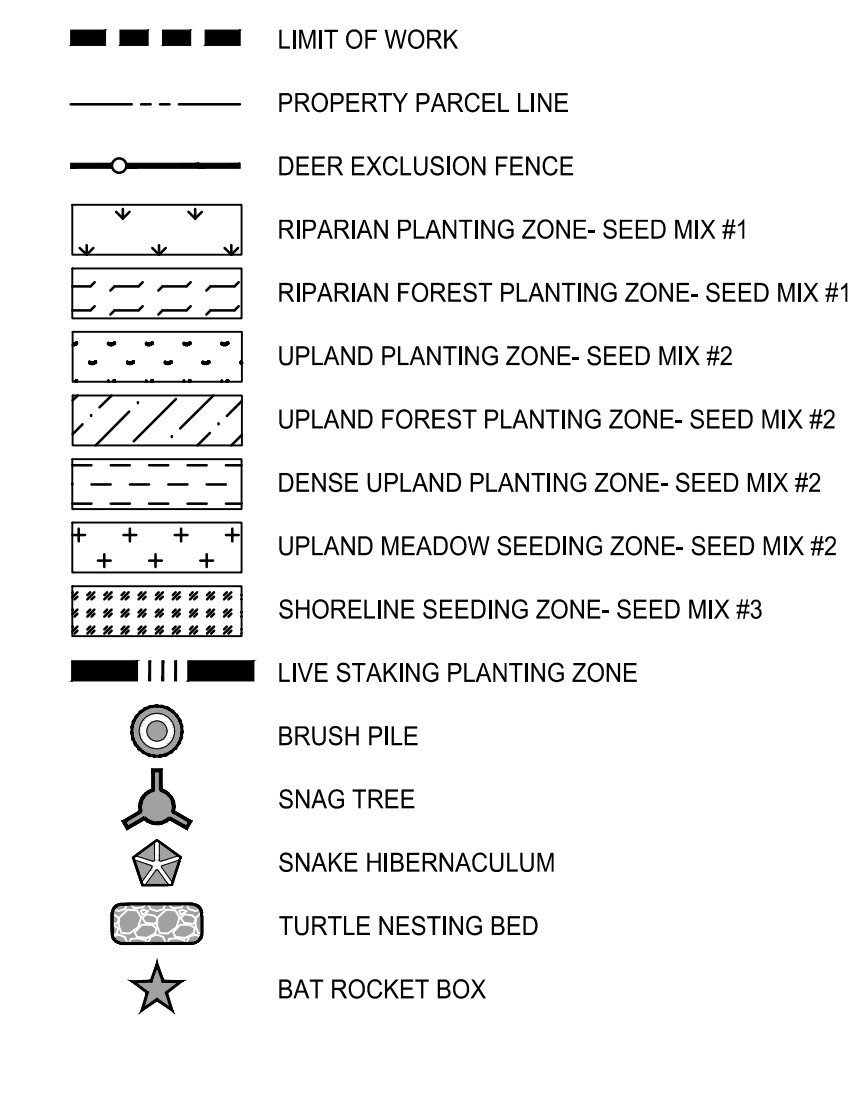 LIMIT OF WORK
PROPERTY PARCEL LINE
DEER EXCLUSION FENCE
RIPARIAN PLANTING ZONE- SEED MIX #1
RIPARIAN FOREST PLANTING ZONE- SEED MIX #1
UPLAND PLANTING ZONE- SEED MIX #2
UPLAND FOREST PLANTING ZONE- SEED MIX #2
DENSE UPLAND PLANTING ZONE- SEED MIX #2
UPLAND MEADOW SEEDING ZONE- SEED MIX #2
SHORELINE SEEDING ZONE- SEED MIX #3
LIVE STAKING PLANTING ZONE
BRUSH PILE
SNAG TREE
SNAKE HIBERNACULUM
TURTLE NESTING BED
BAT ROCKET BOX